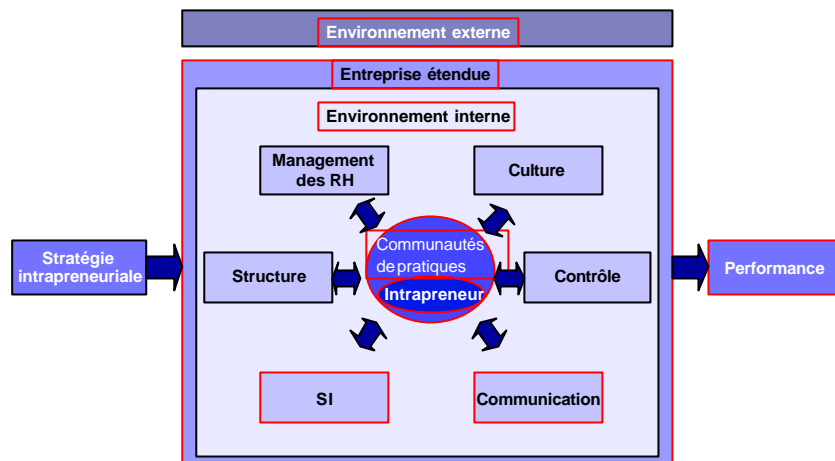 Environnement externe
Entreprise étendue
Environnement interne
Management
des RH
Culture
Stratégie
intrapreneuriale
Structure
Communautés
de pratiques
Intrapreneur
Contrôle
Performance
SI
Communication